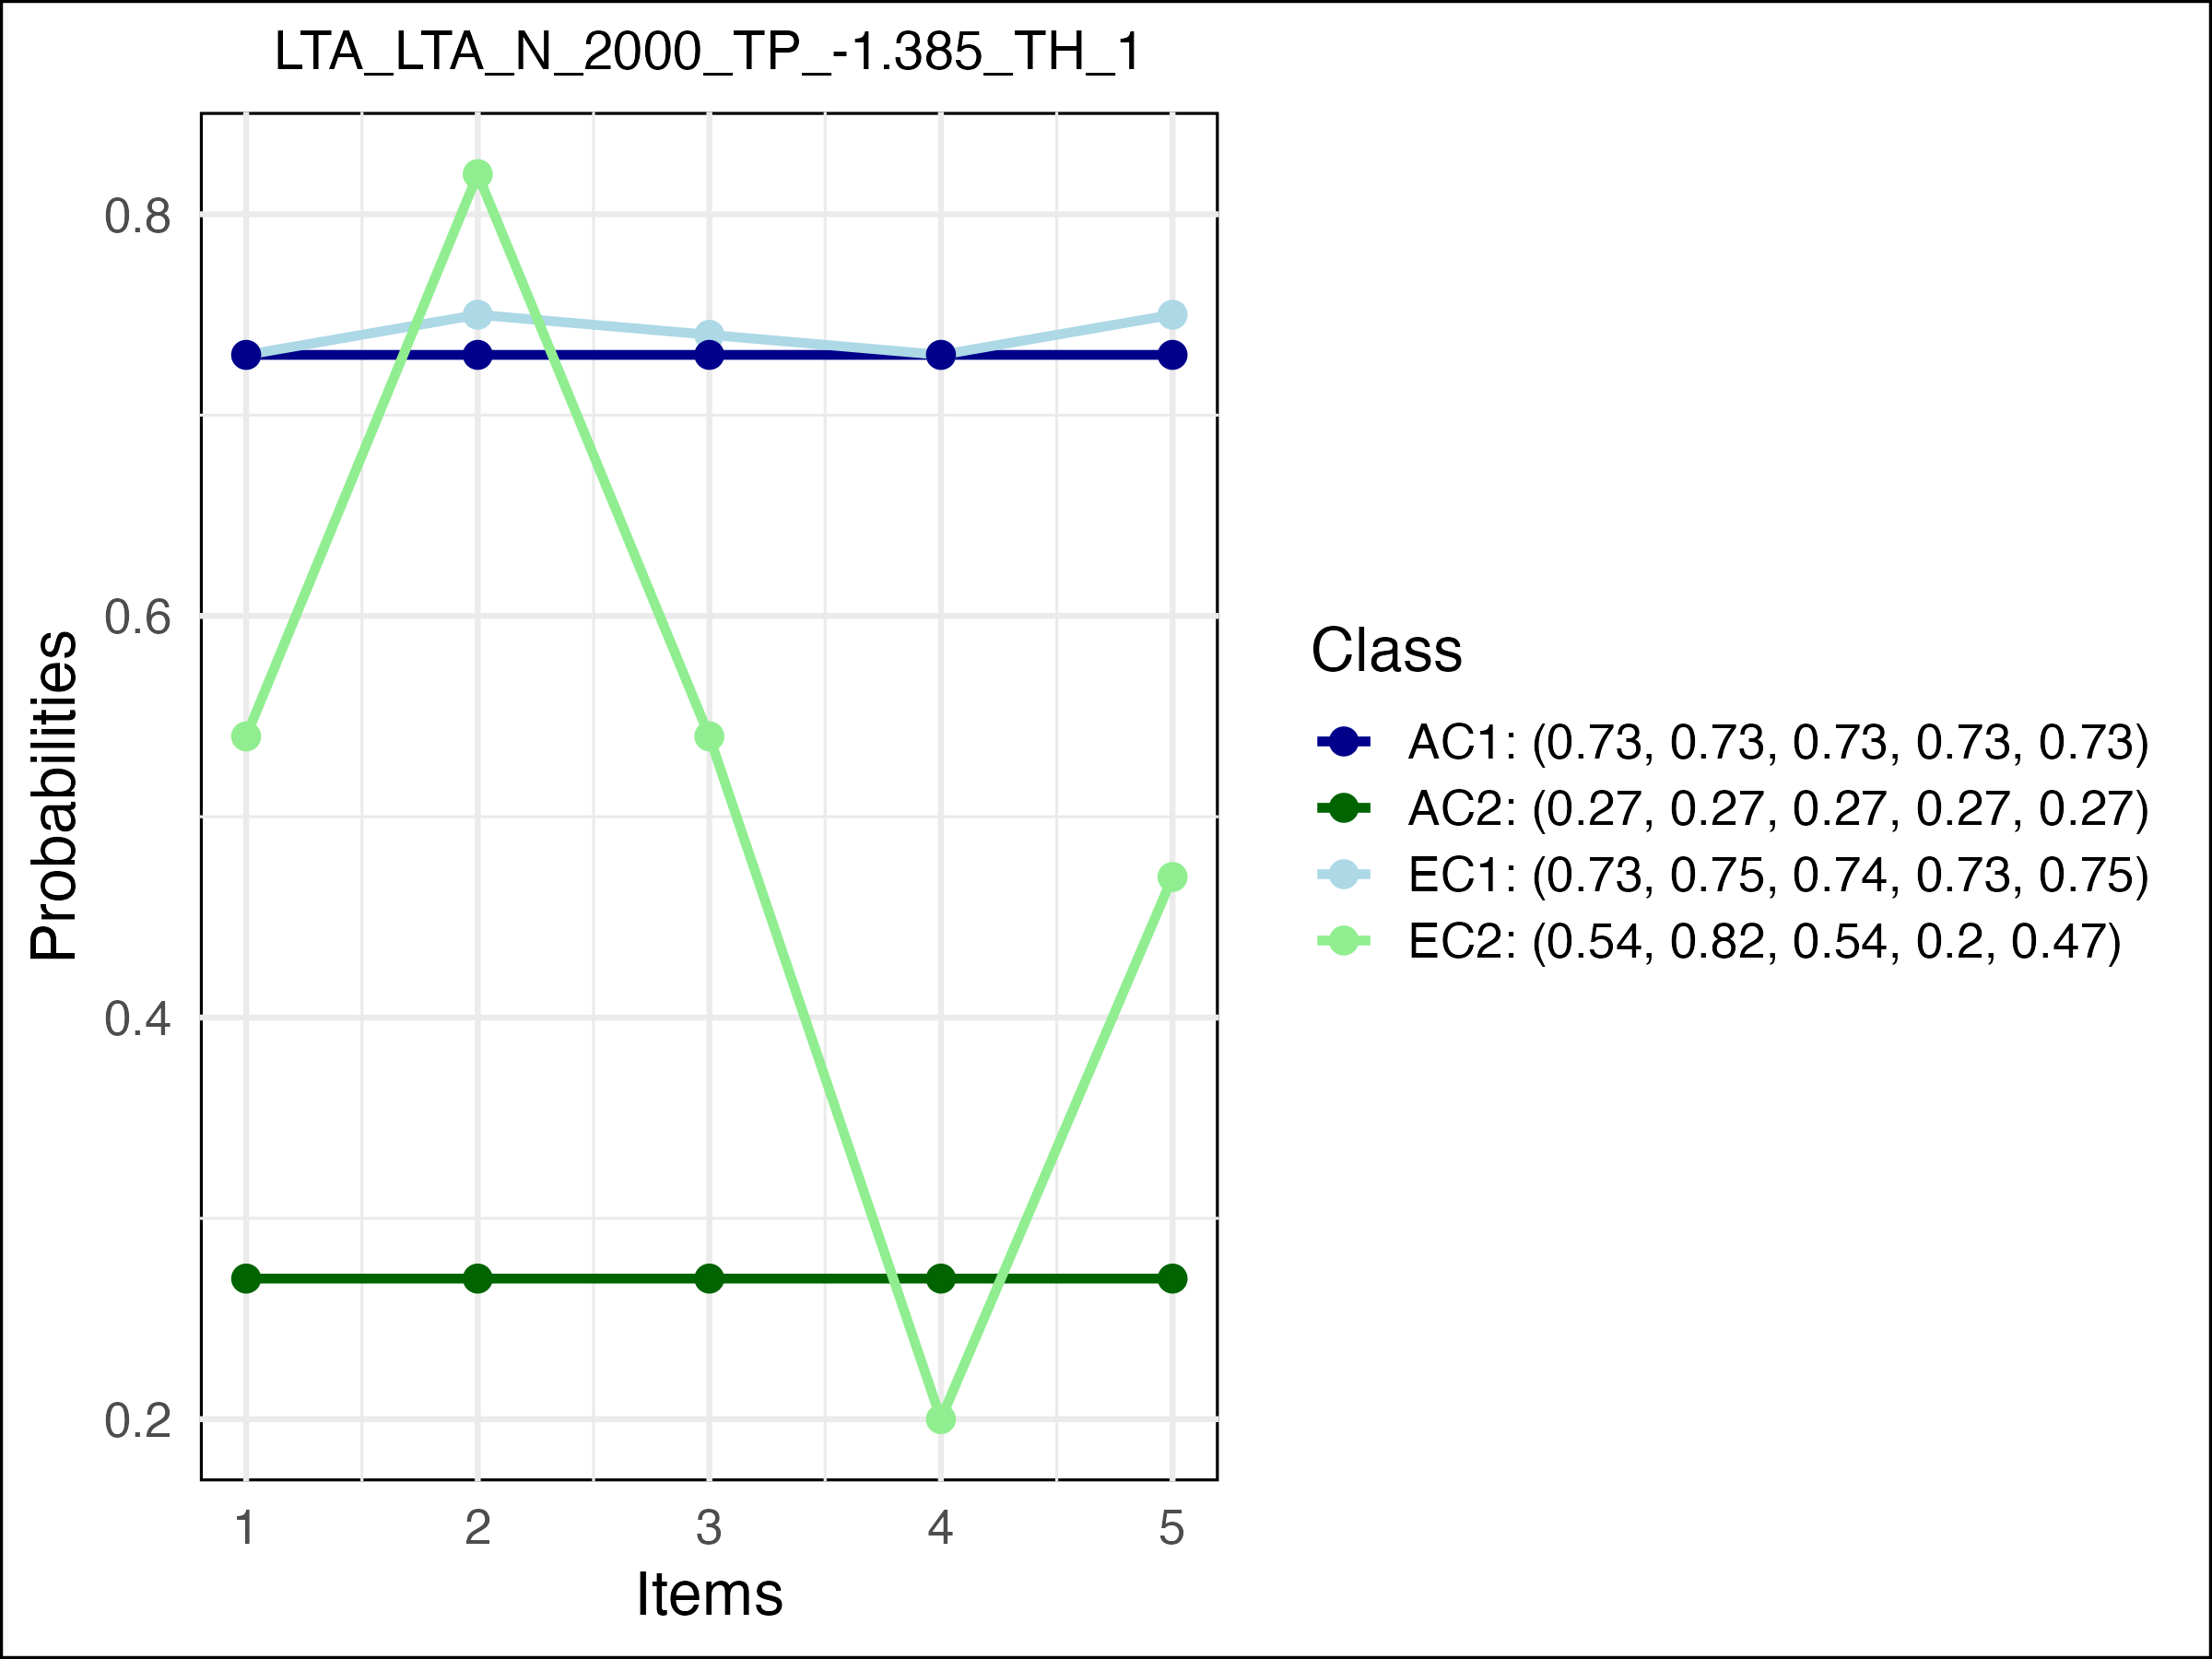 LTA_LTA_N_2000_TP_-1.385_TH_1
Probabilities
0.8
0.6
0.4
0.2
1 2 3 4 5
Items
Class
AC1: (0.73, 0.73, 0.73, 0.73, 0.73)
AC2: (0.27, 0.27, 0.27, 0.27, 0.27)
EC1: (0.73, 0.75, 0.74, 0.73, 0.75)
EC2: (0.54, 0.82, 0.54, 0.2, 0.47)